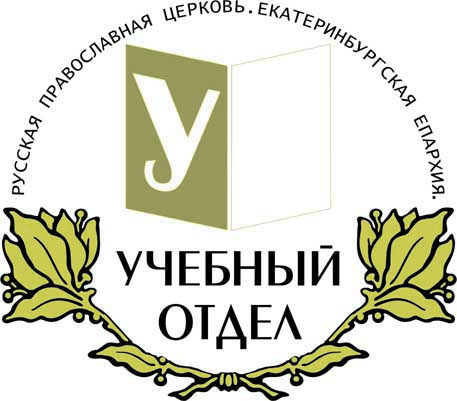 РУССКАЯ ПРАВОСЛАВНАЯ ЦЕРКОВЬ.ЕКАТЕРИНБУРГСКАЯ ЕПАРХИЯ.
У
УЧЕБНЫЙ
ОТДЕЛ